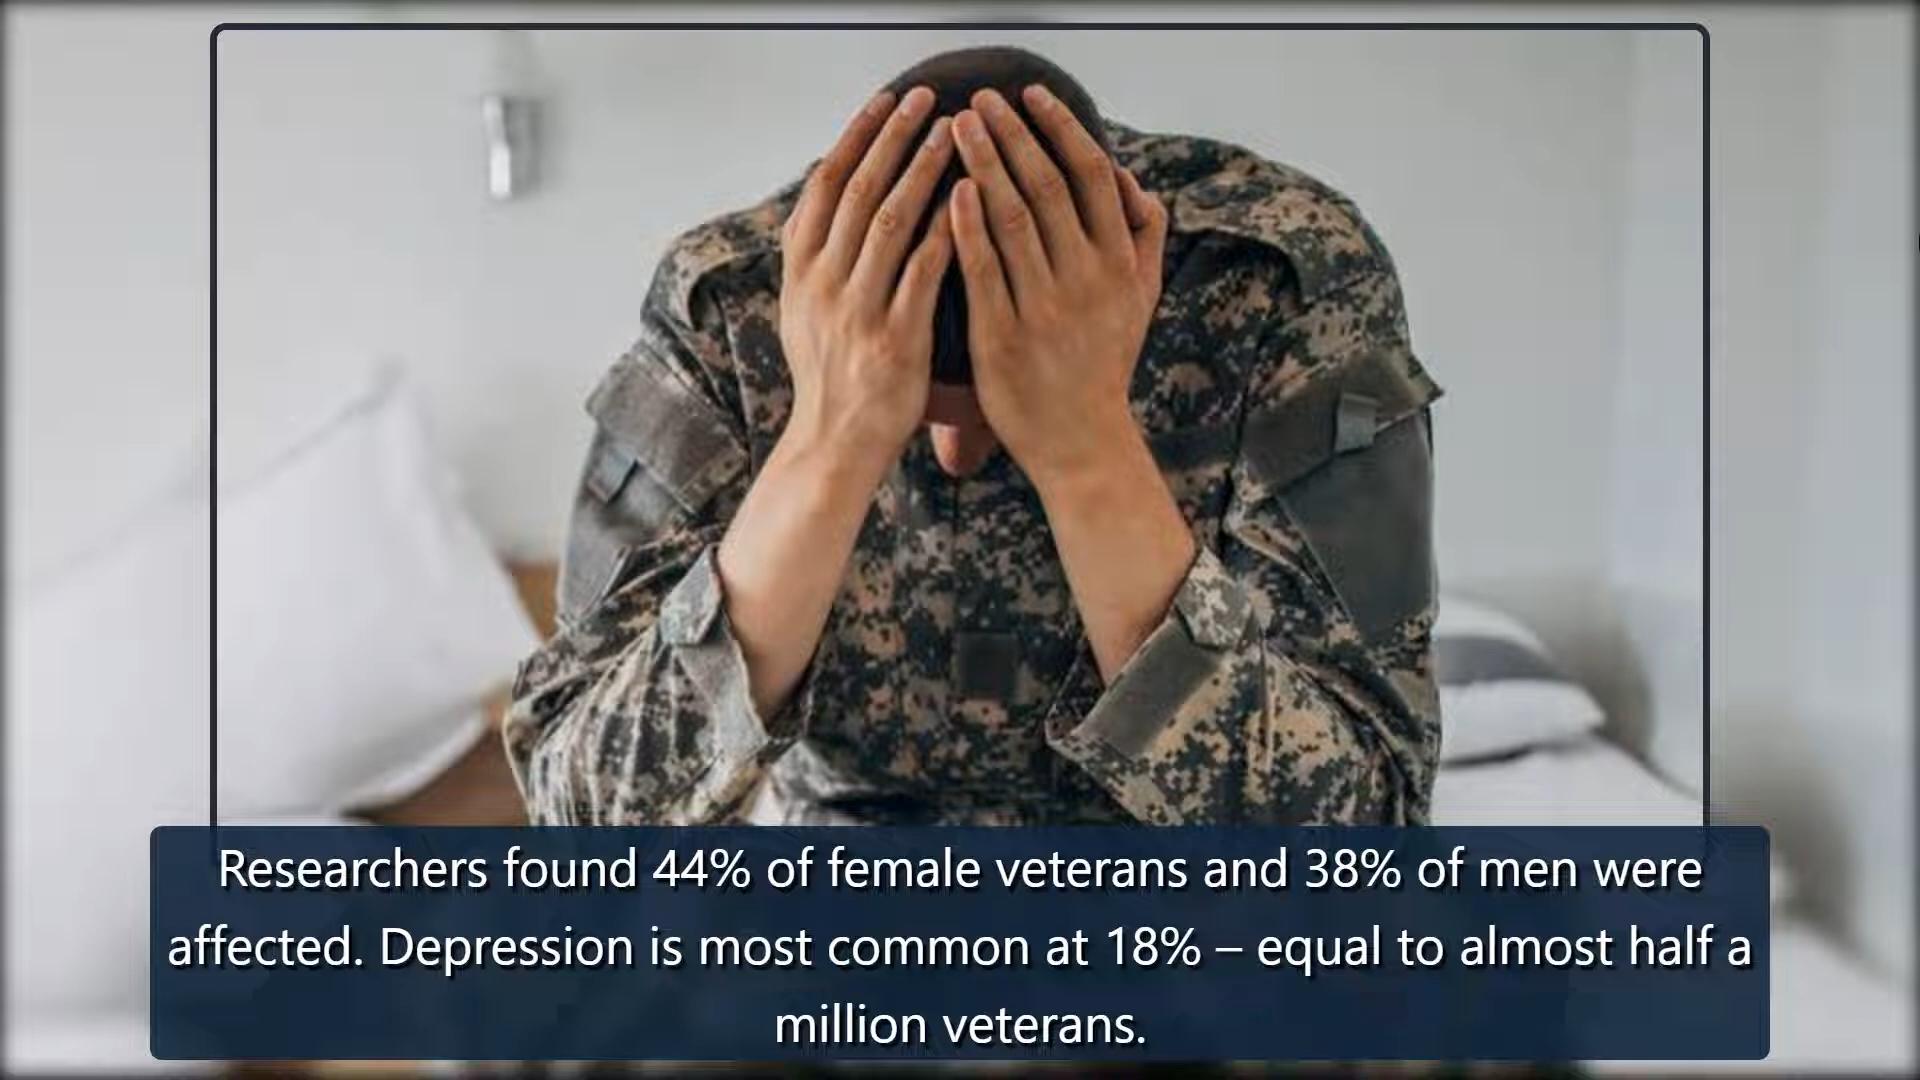 Researchers found 44% of female veterans and 38% of men were
affected. Depression is most common at 18% – equal to almost half a
million veterans.